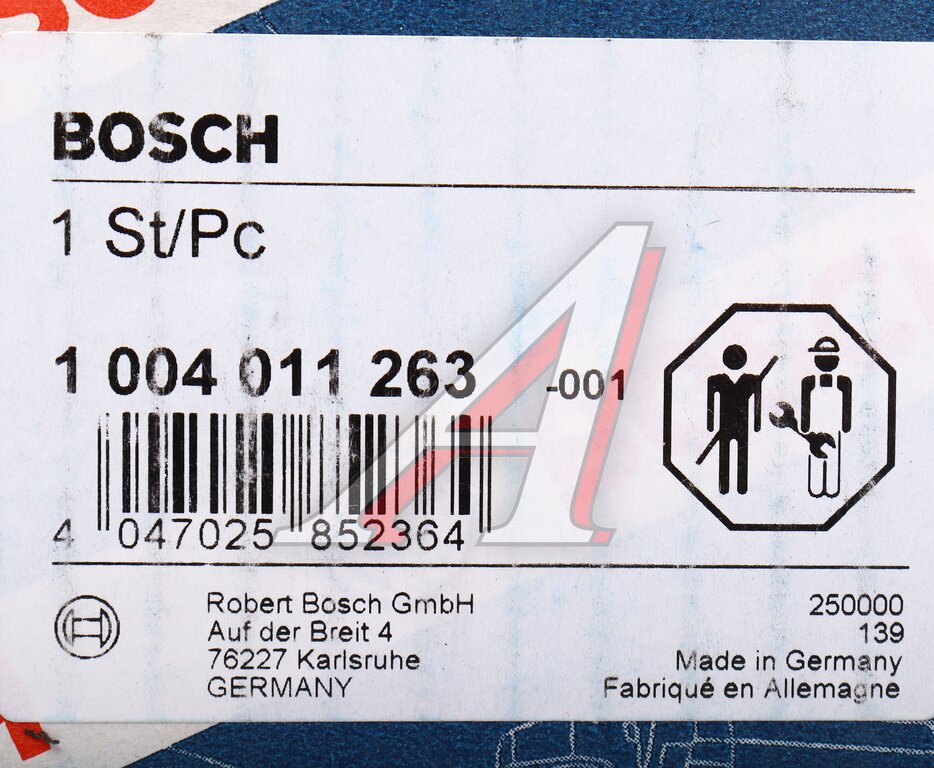 BOSCH
1 St/Pc
1 004 011 263 -001
4 047025 852364
Robert Bosch GmbH
Auf der Breit 4
76227 Karlsruhe
GERMANY
250000
139
Made in Germany
Fabriqué en Allemagne